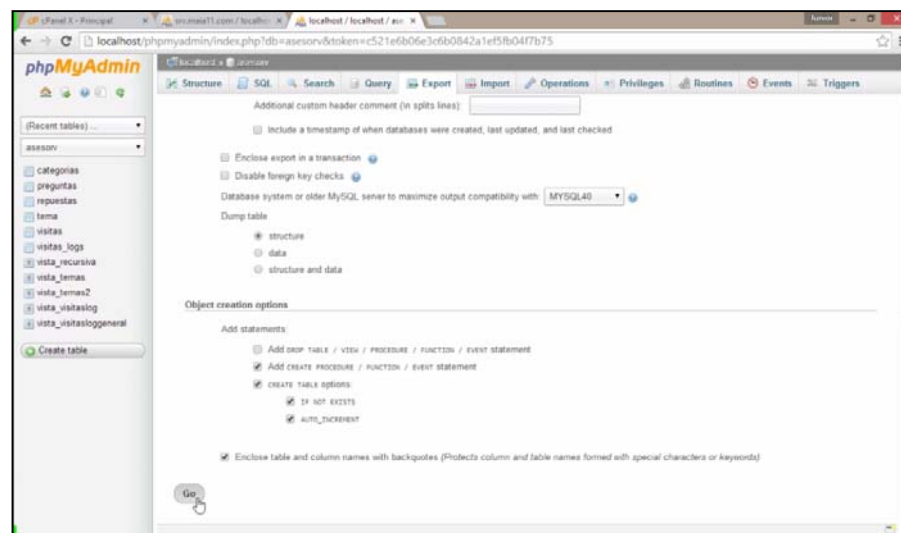 cPanel X - Principal
localhost / localhost / ase
localhost/phpmyadmin/index.php?db=asesorv&token=c521e6b06e3c6b0842a1ef5fb04f7b75
phpMyAdmin
localhost » asesorv
Structure SQL Search Query Export Import Operations Privileges Routines Events Triggers
(Recent tables) ...
asesorv
categorias
preguntas
repuestas
tema
visitas
visitas_logs
vista_recursiva
vista_temas
vista_temas2
vista_visitaslog
vista_visitasloggeneral
Create table
Additional custom header comment (\n splits lines):
Include a timestamp of when databases were created, last updated, and last checked
Enclose export in a transaction
Disable foreign key checks
Database system or older MySQL server to maximize output compatibility with: MYSQL40
Dump table
structure
data
structure and data
Object creation options
Add statements:
Add DROP TABLE / VIEW / PROCEDURE / FUNCTION / EVENT statement
Add CREATE PROCEDURE / FUNCTION / EVENT statement
CREATE TABLE options:
IF NOT EXISTS
AUTO_INCREMENT
Enclose table and column names with backquotes (Protects column and table names formed with special characters or keywords)
Go